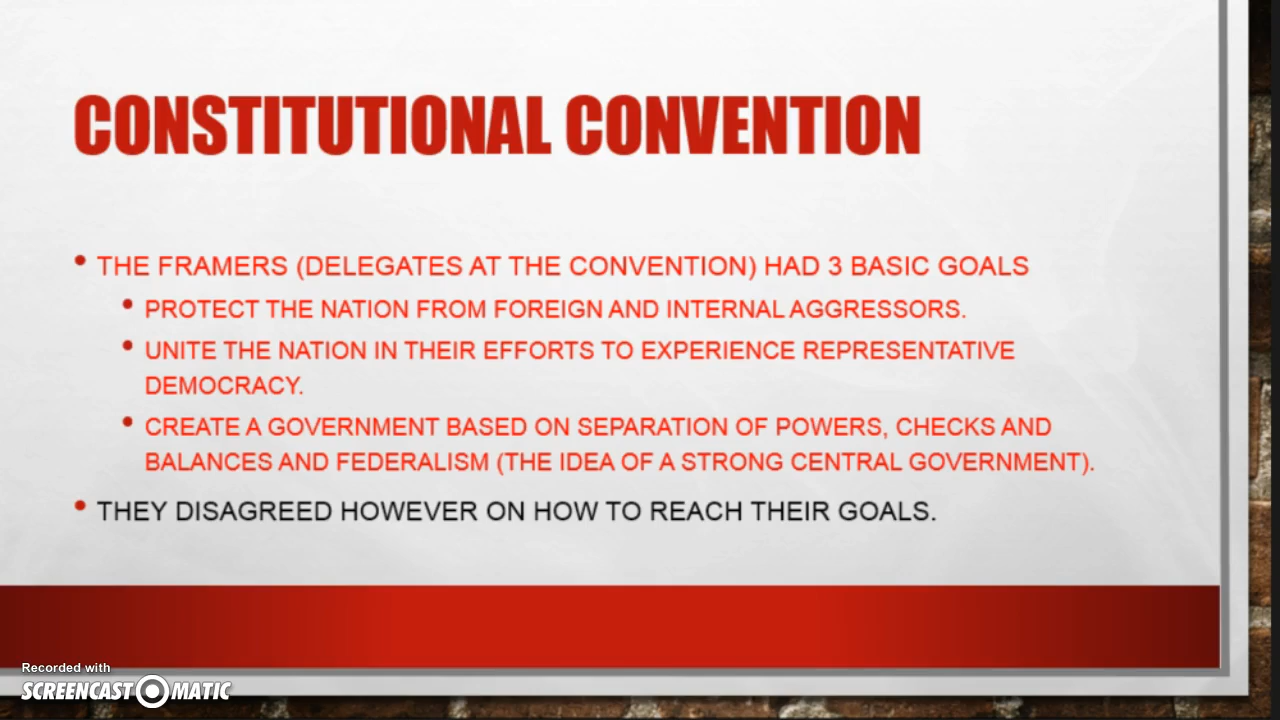 CONSTITUTIONAL CONVENTION
• THE FRAMERS (DELEGATES AT THE CONVENTION) HAD 3 BASIC GOALS
• PROTECT THE NATION FROM FOREIGN AND INTERNAL AGGRESSORS.
• UNITE THE NATION IN THEIR EFFORTS TO EXPERIENCE REPRESENTATIVE
DEMOCRACY.
• CREATE A GOVERNMENT BASED ON SEPARATION OF POWERS, CHECKS AND
BALANCES AND FEDERALISM (THE IDEA OF A STRONG CENTRAL GOVERNMENT).
• THEY DISAGREED HOWEVER ON HOW TO REACH THEIR GOALS.
Recorded with
SCREENCAST O MATIC